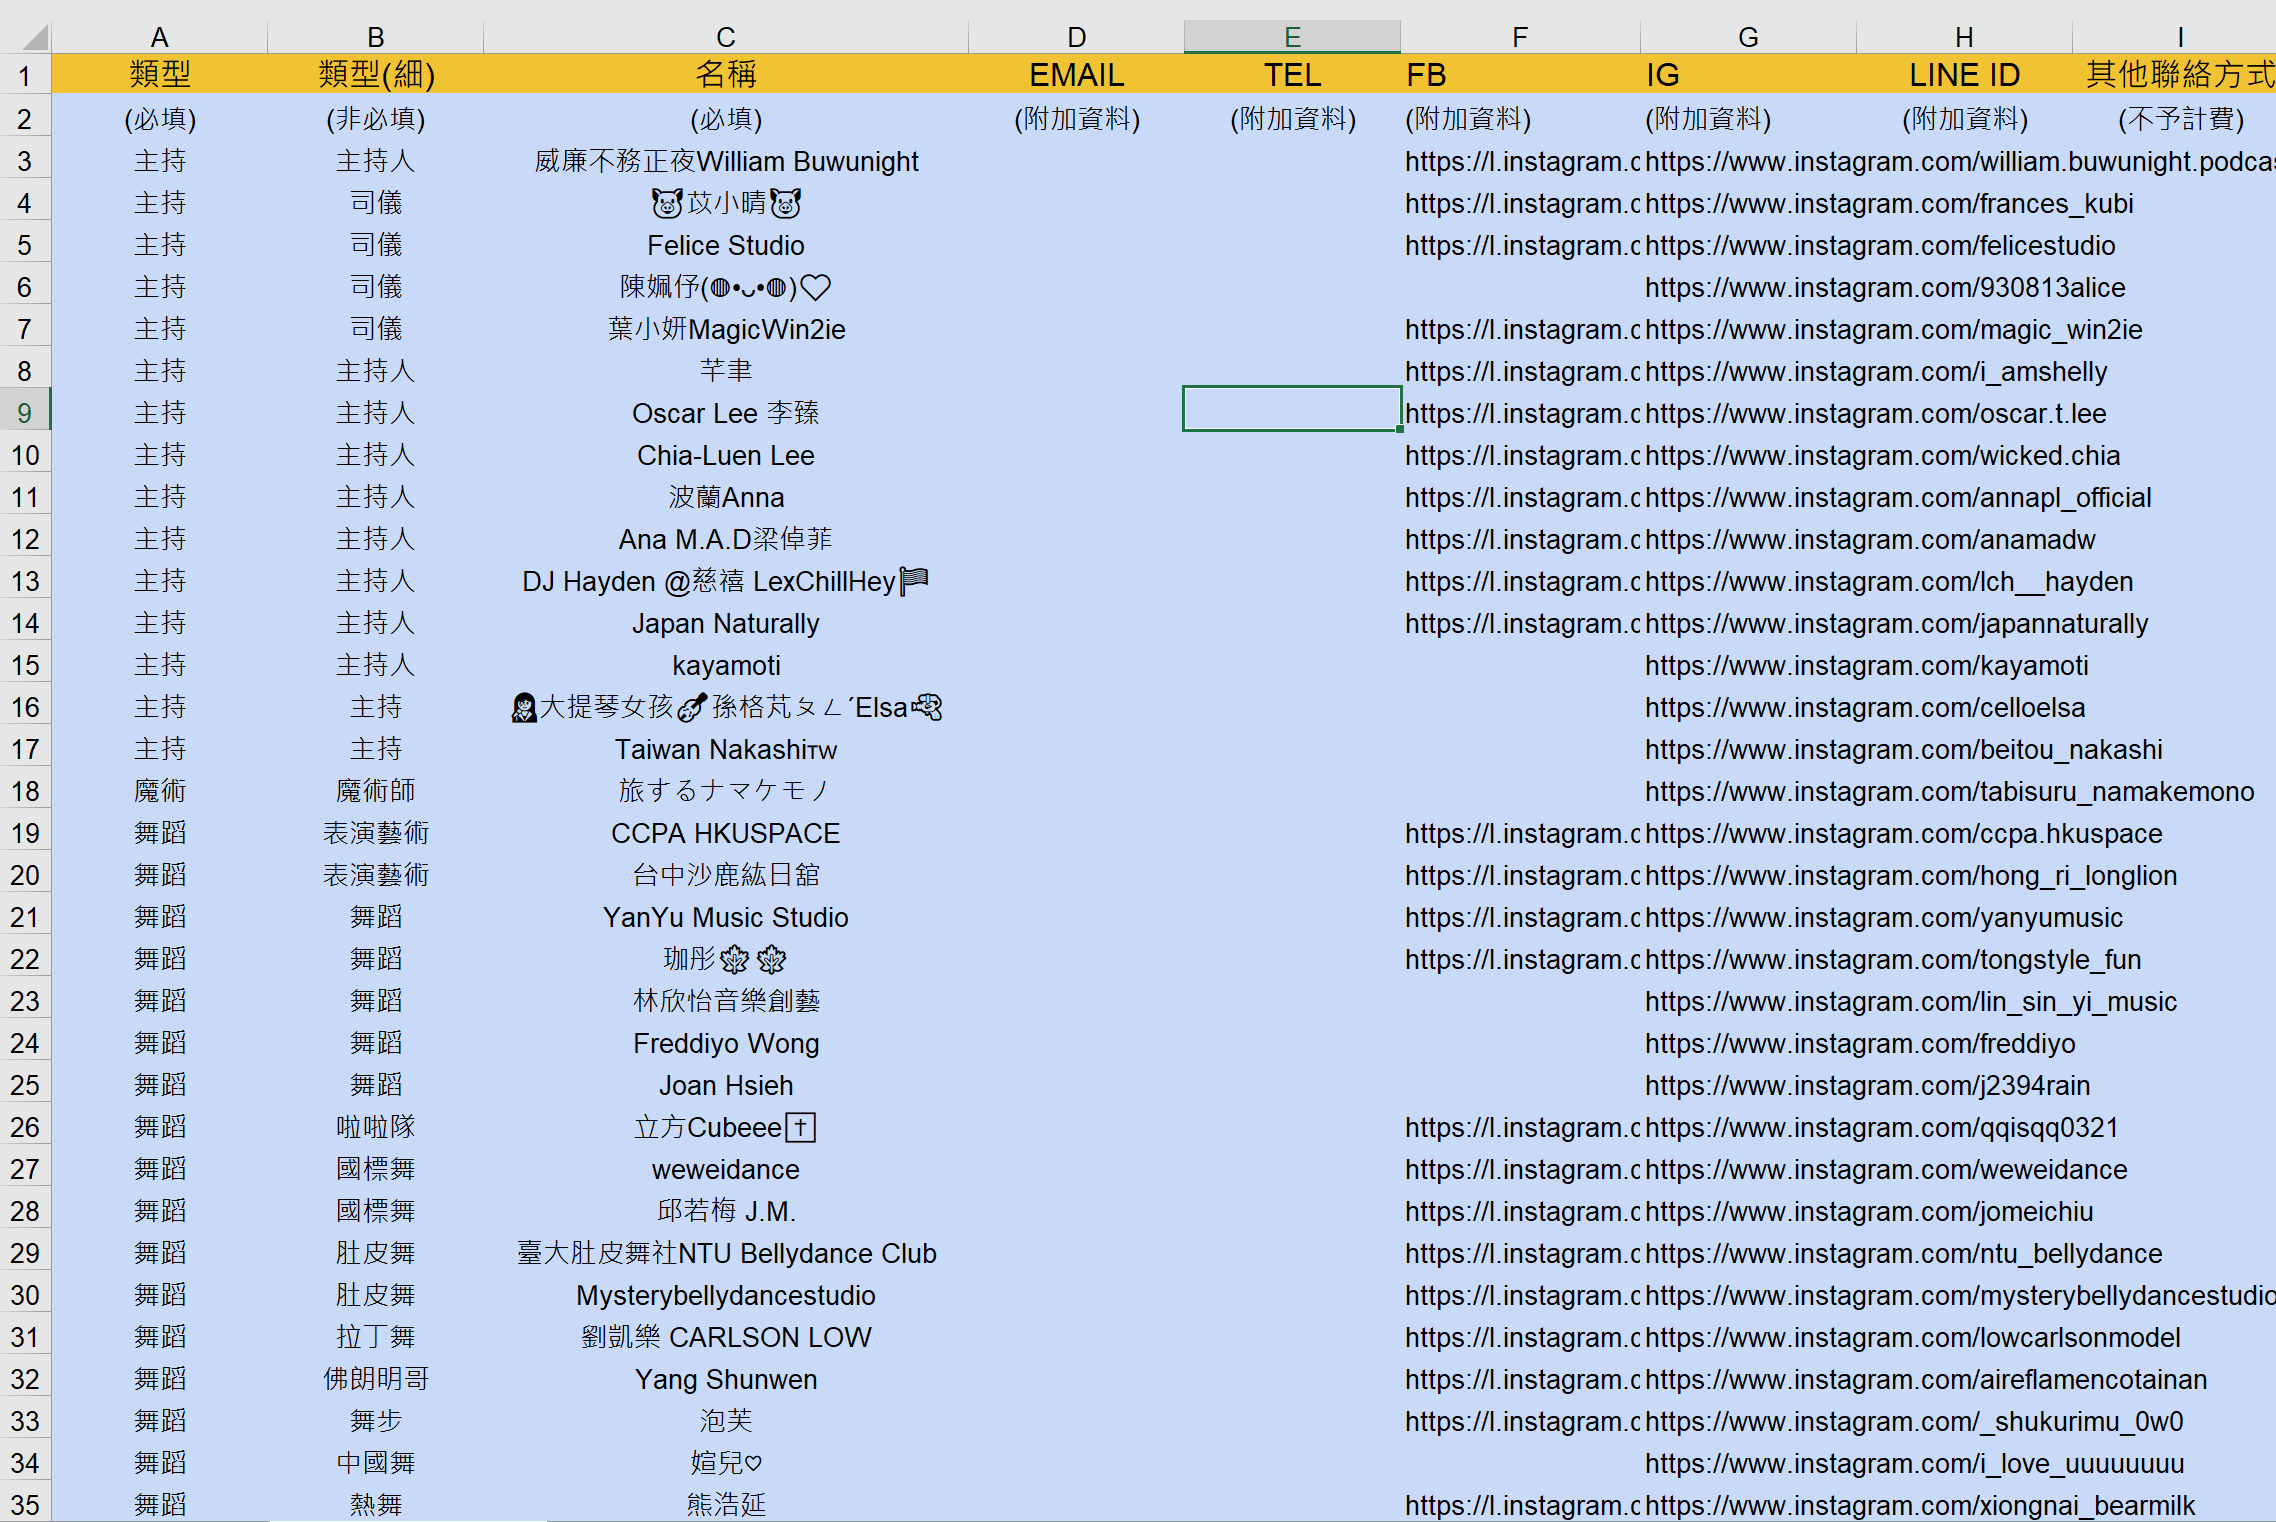 A B C D E F G H I
1 類型 類型(細) 名稱 EMAIL TEL FB IG LINE ID 其他聯絡方式
2 (必填) (非必填) (必填) (附加資料) (附加資料) (附加資料) (附加資料) (附加資料) (不予計費)
3 主持 主持人 威廉不務正夜William Buwunight https://l.instagram.c https://www.instagram.com/william.buwunight.podcas
4 主持 司儀 🐷苡小晴🐷 https://l.instagram.c https://www.instagram.com/frances_kubi
5 主持 司儀 Felice Studio https://l.instagram.c https://www.instagram.com/felicestudio
6 主持 司儀 陳姵伃(◍•ᴗ•◍)♡ https://www.instagram.com/930813alice
7 主持 司儀 葉小妍MagicWin2ie https://l.instagram.c https://www.instagram.com/magic_win2ie
8 主持 主持人 芊聿 https://l.instagram.c https://www.instagram.com/i_amshelly
9 主持 主持人 Oscar Lee 李臻 https://l.instagram.c https://www.instagram.com/oscar.t.lee
10 主持 主持人 Chia-Luen Lee https://l.instagram.c https://www.instagram.com/wicked.chia
11 主持 主持人 波蘭Anna https://l.instagram.c https://www.instagram.com/annapl_official
12 主持 主持人 Ana M.A.D梁倬菲 https://l.instagram.c https://www.instagram.com/anamadw
13 主持 主持人 DJ Hayden @慈禧 LexChillHey🏴 https://l.instagram.c https://www.instagram.com/lch__hayden
14 主持 主持人 Japan Naturally https://l.instagram.c https://www.instagram.com/japannaturally
15 主持 主持人 kayamoti https://www.instagram.com/kayamoti
16 主持 主持 大提琴女孩🎻孫格芃ㄆㄥˊElsa https://www.instagram.com/celloelsa
17 主持 主持 Taiwan Nakashiᴛᴡ https://www.instagram.com/beitou_nakashi
18 魔術 魔術師 旅するナマケモノ https://www.instagram.com/tabisuru_namakemono
19 舞蹈 表演藝術 CCPA HKUSPACE https://l.instagram.c https://www.instagram.com/ccpa.hkuspace
20 舞蹈 表演藝術 台中沙鹿紘日舘 https://l.instagram.c https://www.instagram.com/hong_ri_longlion
21 舞蹈 舞蹈 YanYu Music Studio https://l.instagram.c https://www.instagram.com/yanyumusic
22 舞蹈 舞蹈 珈彤🍁🍁 https://l.instagram.c https://www.instagram.com/tongstyle_fun
23 舞蹈 舞蹈 林欣怡音樂創藝 https://www.instagram.com/lin_sin_yi_music
24 舞蹈 舞蹈 Freddiyo Wong https://www.instagram.com/freddiyo
25 舞蹈 舞蹈 Joan Hsieh https://www.instagram.com/j2394rain
26 舞蹈 啦啦隊 立方Cubeee✝️ https://l.instagram.c https://www.instagram.com/qqisqq0321
27 舞蹈 國標舞 weweidance https://l.instagram.c https://www.instagram.com/weweidance
28 舞蹈 國標舞 邱若梅 J.M. https://l.instagram.c https://www.instagram.com/jomeichiu
29 舞蹈 肚皮舞 臺大肚皮舞社NTU Bellydance Club https://l.instagram.c https://www.instagram.com/ntu_bellydance
30 舞蹈 肚皮舞 Mysterybellydancestudio https://l.instagram.c https://www.instagram.com/mysterybellydancestudio
31 舞蹈 拉丁舞 劉凱樂 CARLSON LOW https://l.instagram.c https://www.instagram.com/lowcarlsonmodel
32 舞蹈 佛朗明哥 Yang Shunwen https://l.instagram.c https://www.instagram.com/aireflamencotainan
33 舞蹈 舞步 泡芙 https://l.instagram.c https://www.instagram.com/_shukurimu_0w0
34 舞蹈 中國舞 媗兒♡ https://www.instagram.com/i_love_uuuuuuuu
35 舞蹈 熱舞 熊浩延 https://l.instagram.c https://www.instagram.com/xiongnai_bearmilk